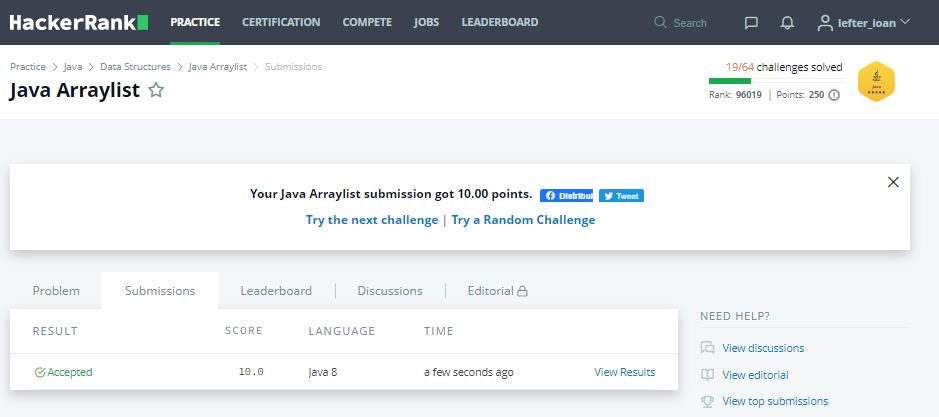 HackerRank PRACTICE CERTIFICATION COMPETE JOBS LEADERBOARD Search lefter_ioan
Practice > Java > Data Structures > Java Arraylist > Submissions
Java Arraylist
19/64 challenges solved
Rank: 96019 | Points: 250
Java
Your Java Arraylist submission got 10.00 points. Distribui Tweet
Try the next challenge | Try a Random Challenge
Problem Submissions Leaderboard Discussions Editorial
RESULT SCORE LANGUAGE TIME
Accepted 10.0 Java 8 a few seconds ago View Results
NEED HELP?
View discussions
View editorial
View top submissions